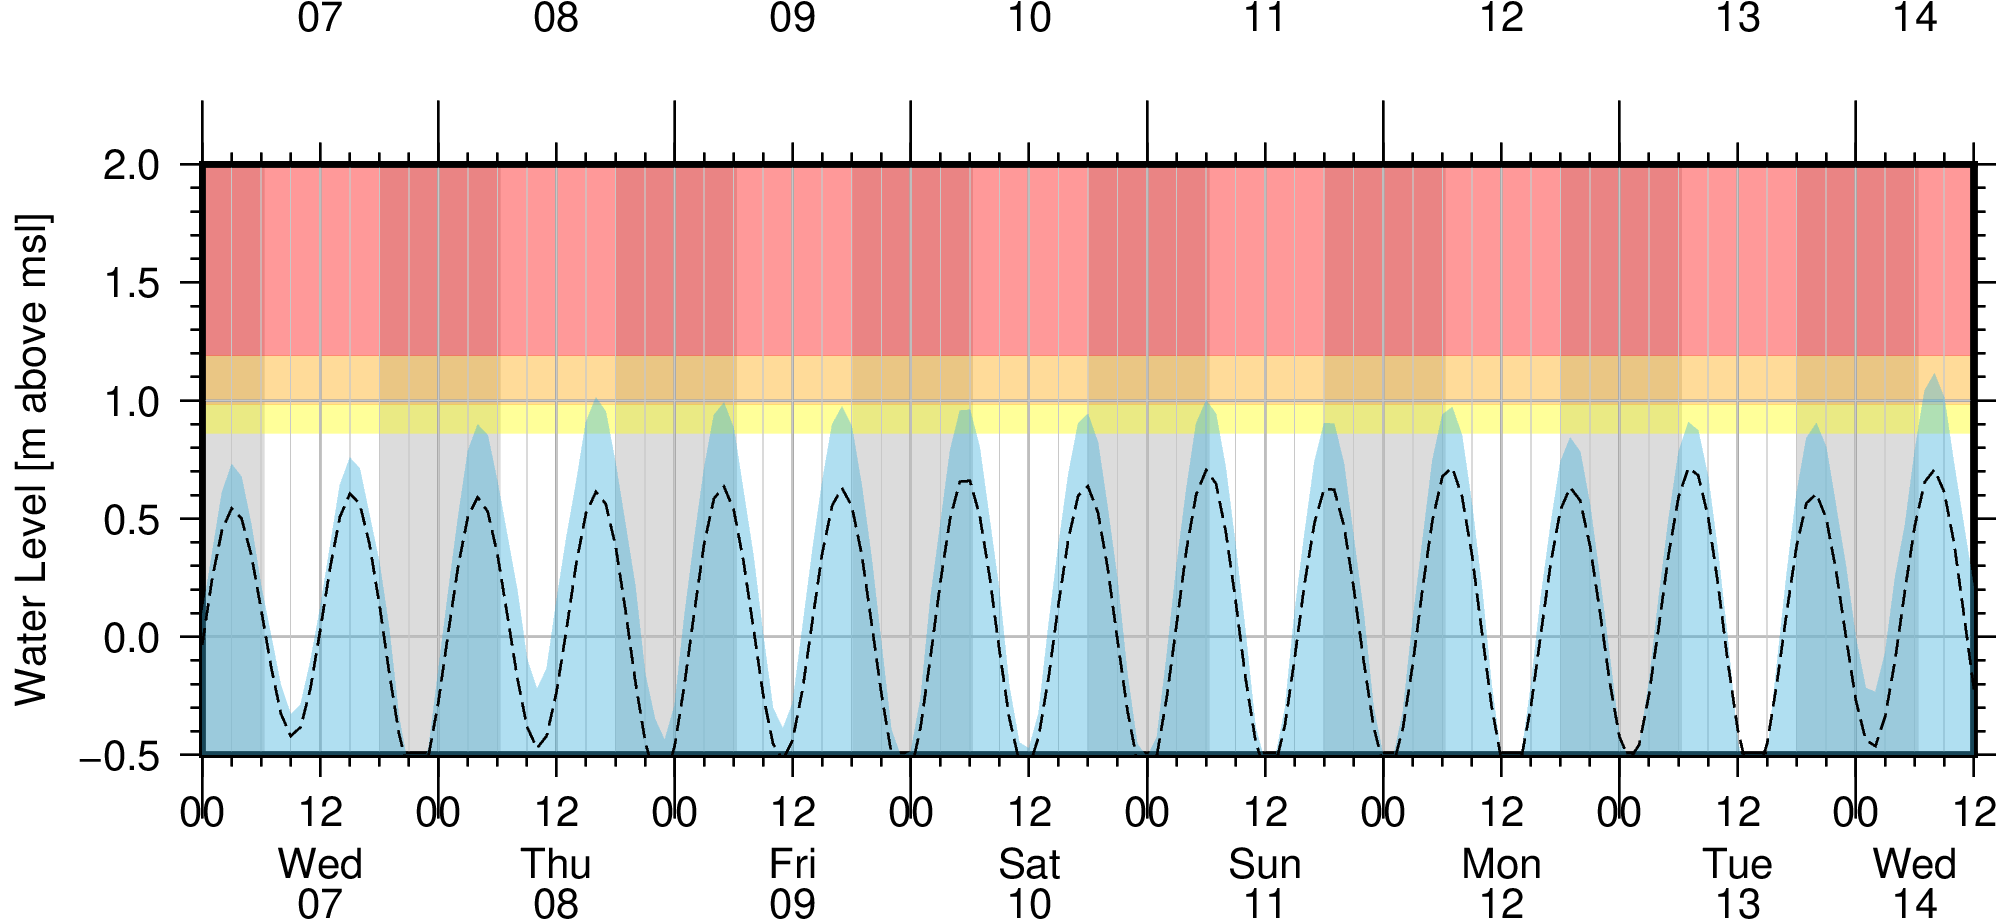 07 08 09 10 11 12 13 14
2.0
1.5
1.0
0.5
0.0
−0.5
Water Level [m above msl]
00 12 00 12 00 12 00 12 00 12 00 12 00 12 00 12
Wed Thu Fri Sat Sun Mon Tue Wed
07 08 09 10 11 12 13 14